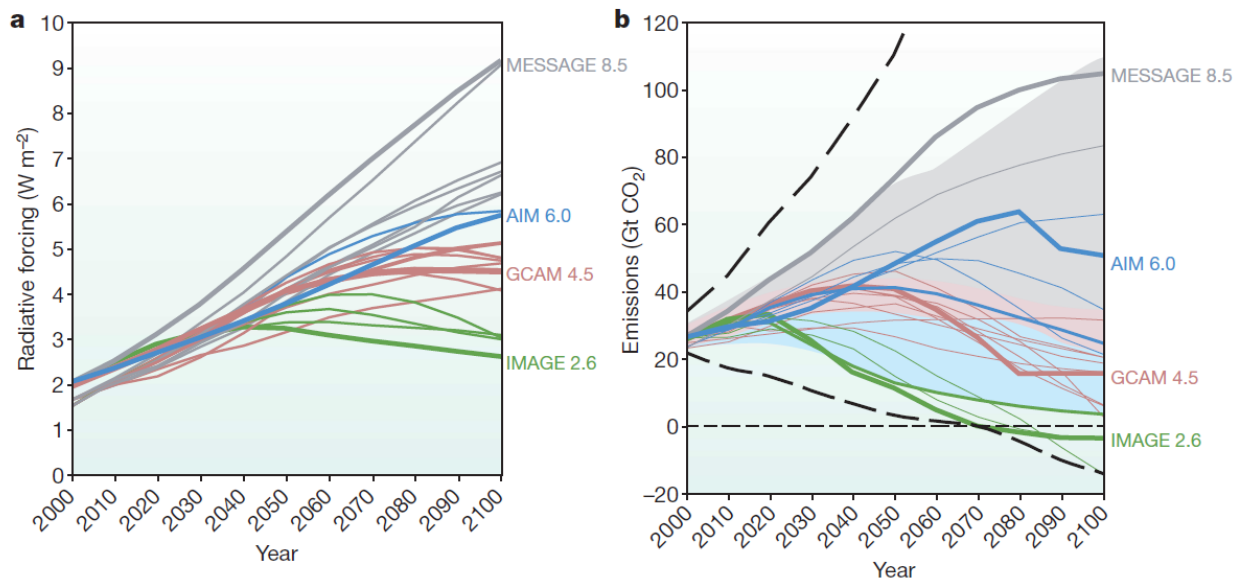 a
Radiative forcing (W m⁻²)
10
9
8
7
6
5
4
3
2
1
0
2000
2010
2020
2030
2040
2050
2060
2070
2080
2090
2100
Year
MESSAGE 8.5
AIM 6.0
GCAM 4.5
IMAGE 2.6
b
Emissions (Gt CO₂)
120
100
80
60
40
20
0
−20
2000
2010
2020
2030
2040
2050
2060
2070
2080
2090
2100
Year
MESSAGE 8.5
AIM 6.0
GCAM 4.5
IMAGE 2.6